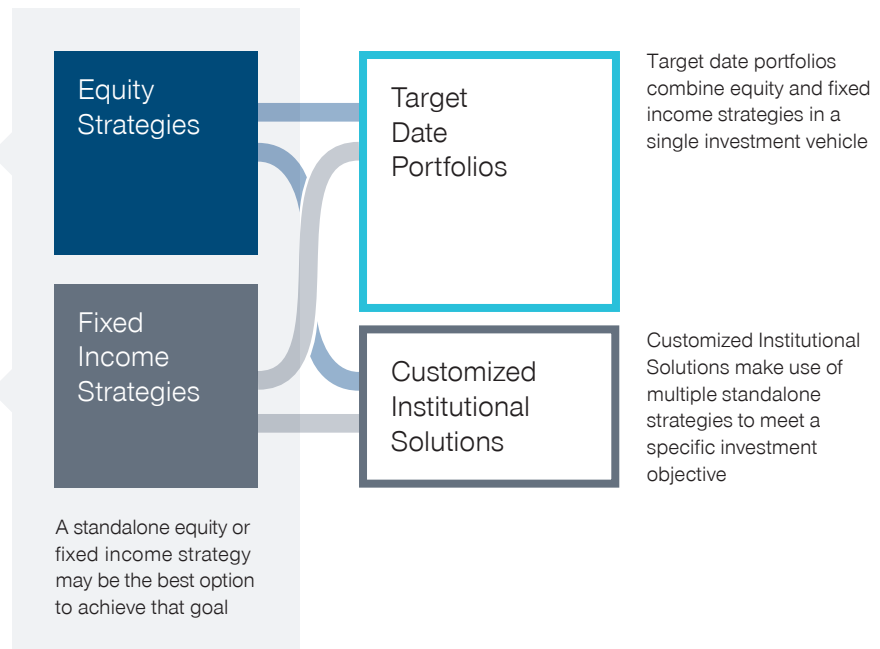 Equity
Strategies
Target
Date
Portfolios
Target date portfolios
combine equity and fixed
income strategies in a
single investment vehicle
Fixed
Income
Strategies
Customized
Institutional
Solutions
Customized Institutional
Solutions make use of
multiple standalone
strategies to meet a
specific investment
objective
A standalone equity or
fixed income strategy
may be the best option
to achieve that goal